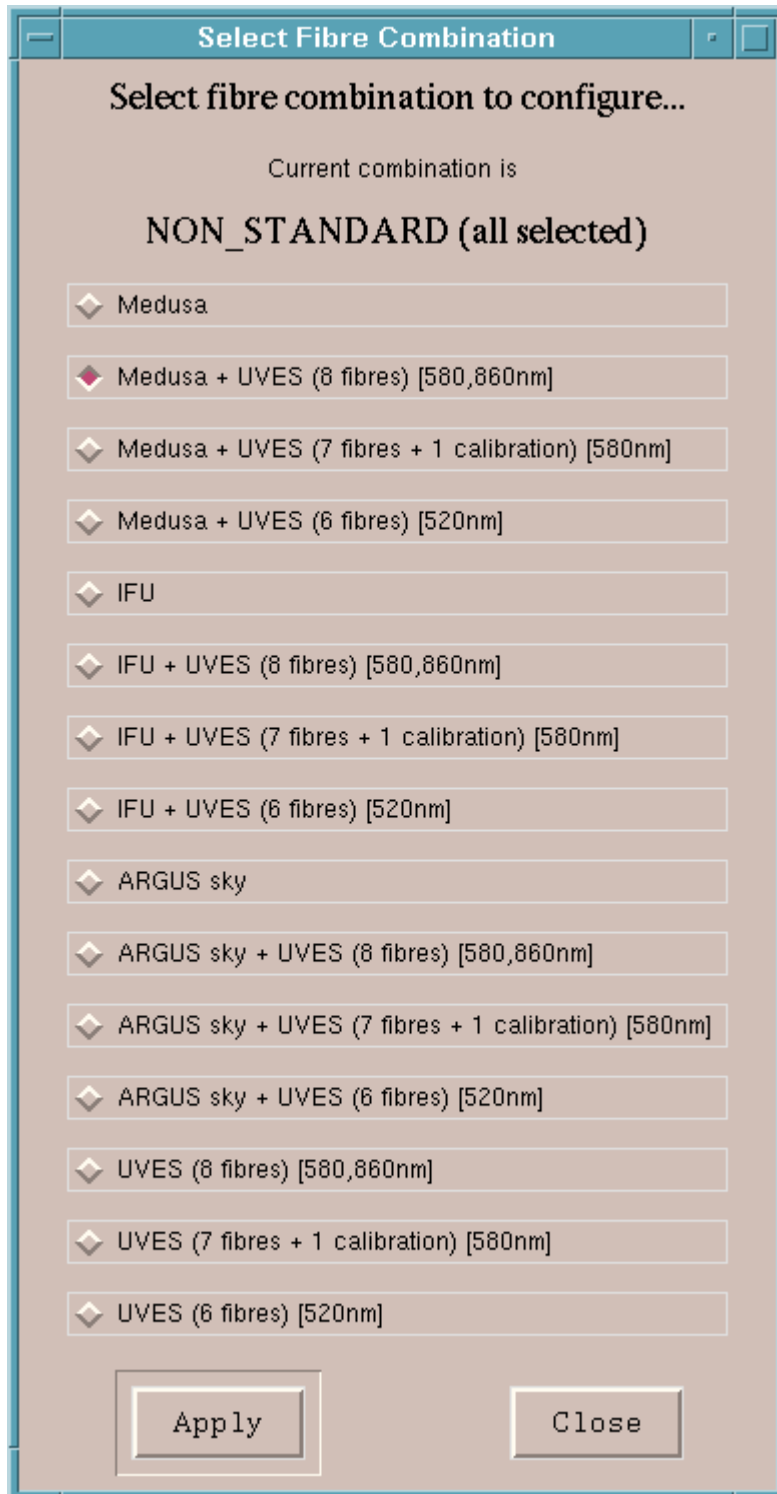 Select Fibre Combination
Select fibre combination to configure...
Current combination is
NON_STANDARD (all selected)
Medusa
Medusa + UVES (8 fibres) [580,860nm]
Medusa + UVES (7 fibres + 1 calibration) [580nm]
Medusa + UVES (6 fibres) [520nm]
IFU
IFU + UVES (8 fibres) [580,860nm]
IFU + UVES (7 fibres + 1 calibration) [580nm]
IFU + UVES (6 fibres) [520nm]
ARGUS sky
ARGUS sky + UVES (8 fibres) [580,860nm]
ARGUS sky + UVES (7 fibres + 1 calibration) [580nm]
ARGUS sky + UVES (6 fibres) [520nm]
UVES (8 fibres) [580,860nm]
UVES (7 fibres + 1 calibration) [580nm]
UVES (6 fibres) [520nm]
Apply
Close